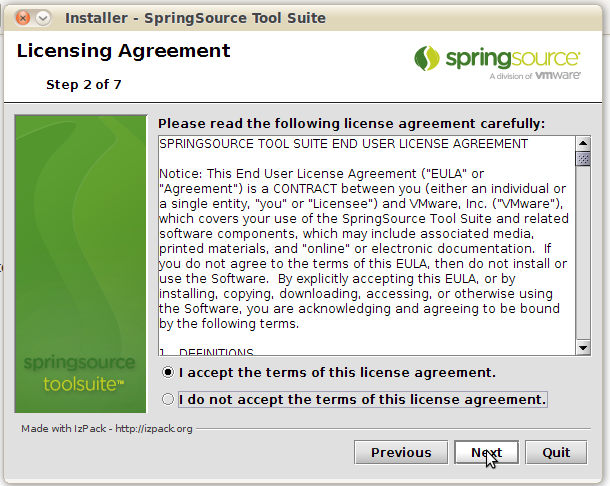 Installer - SpringSource Tool Suite
Licensing Agreement
Step 2 of 7
springsource
A division of vmware
Please read the following license agreement carefully:
SPRINGSOURCE TOOL SUITE END USER LICENSE AGREEMENT
Notice: This End User License Agreement ("EULA" or
"Agreement") is a CONTRACT between you (either an individual or
a single entity, "you" or "Licensee") and VMware, Inc. ("VMware"),
which covers your use of the SpringSource Tool Suite and related
software components, which may include associated media,
printed materials, and "online" or electronic documentation.  If
you do not agree to the terms of this EULA, then do not install or
use the Software.  By explicitly accepting this EULA, or by
installing, copying, downloading, accessing, or otherwise using
the Software, you are acknowledging and agreeing to be bound
by the following terms.
1.  DEFINITIONS
springsource
toolsuite™
I accept the terms of this license agreement.
I do not accept the terms of this license agreement.
Made with IzPack - http://izpack.org
Previous
Next
Quit